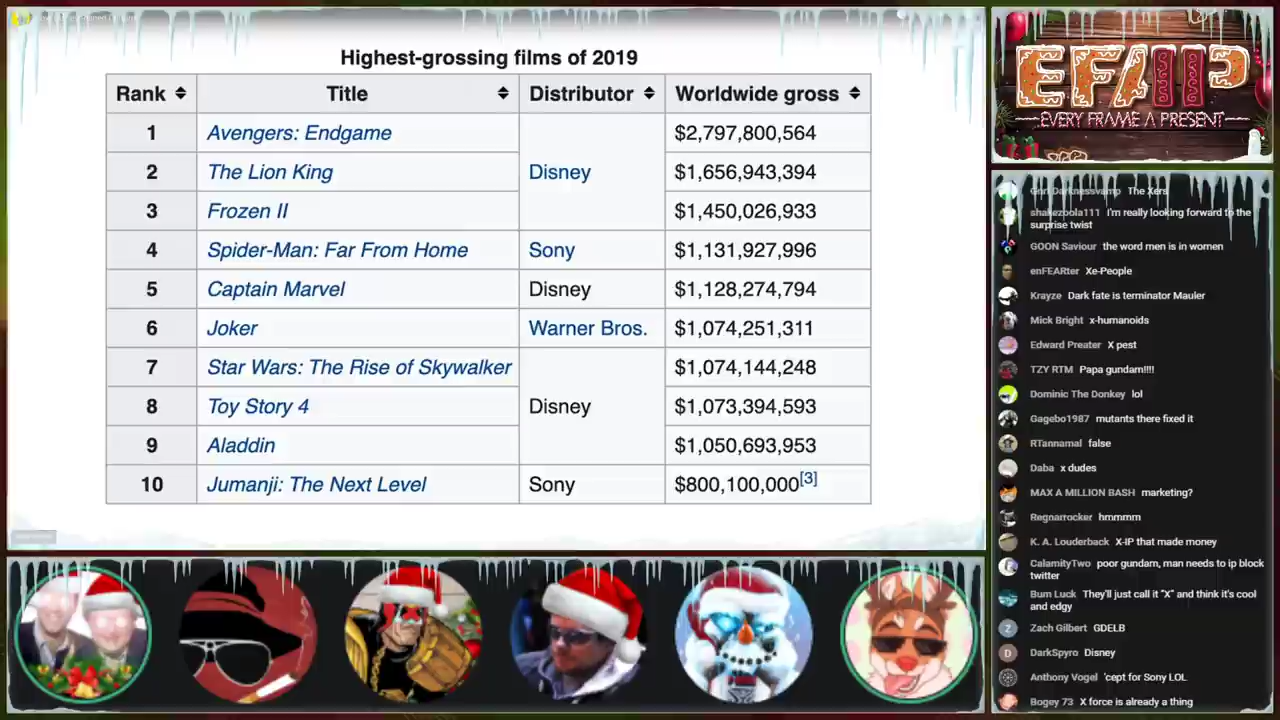 Highest-grossing films of 2019
Rank Title Distributor Worldwide gross
1 Avengers: Endgame $2,797,800,564
2 The Lion King Disney $1,656,943,394
3 Frozen II $1,450,026,933
4 Spider-Man: Far From Home Sony $1,131,927,996
5 Captain Marvel Disney $1,128,274,794
6 Joker Warner Bros. $1,074,251,311
7 Star Wars: The Rise of Skywalker $1,074,144,248
8 Toy Story 4 Disney $1,073,394,593
9 Aladdin $1,050,693,953
10 Jumanji: The Next Level Sony $800,100,000[3]
EFAP
EVERY FRAME A PRESENT
Darknessvamp The Xers
shakezoola111 I'm really looking forward to the
surprise twist
GOON Saviour the word men is in women
enFEARter Xe-People
Krayze Dark fate is terminator Mauler
Mick Bright x-humanoids
Edward Preater X pest
TZY RTM Papa gundam!!!!
Dominic The Donkey lol
Gagebo1987 mutants there fixed it
RTannamal false
Daba x dudes
MAX A MILLION BASH marketing?
Regnarrocker hmmmm
K. A. Louderback X-IP that made money
CalamityTwo poor gundam, man needs to ip block
twitter
Bum Luck They'll just call it "X" and think it's cool
and edgy
Z Zach Gilbert GDELB
D DarkSpyro Disney
Anthony Vogel 'cept for Sony LOL
Bogey 73 X force is already a thing